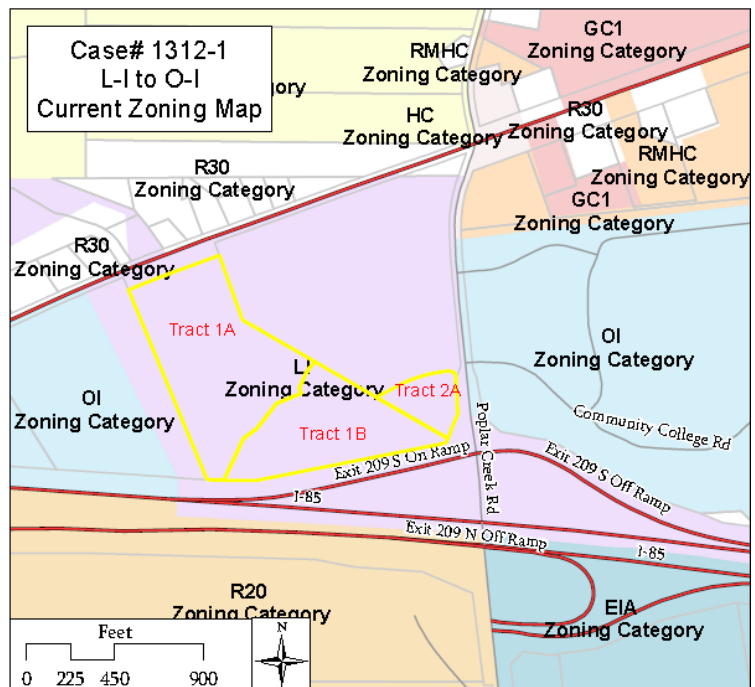 Case# 1312-1
L-I to O-I
Current Zoning Map
gory
RMHC
Zoning Category
GC1
Zoning Category
HC
Zoning Category
R30
Zoning Category
RMHC
Zoning Category
GC1
Zoning Category
R30
Zoning Category
R30
Zoning Category
Tract 1A
LI
Zoning Category
Tract 2A
Tract 1B
OI
Zoning Category
OI
Zoning Category
Community College Rd
Poplar Creek Rd
Exit 209 S On Ramp
Exit 209 S Off Ramp
I-85
Exit 209 N Off Ramp
I-85
R20
Zoning Category
EIA
Zoning Category
Feet
0 225 450 900
N